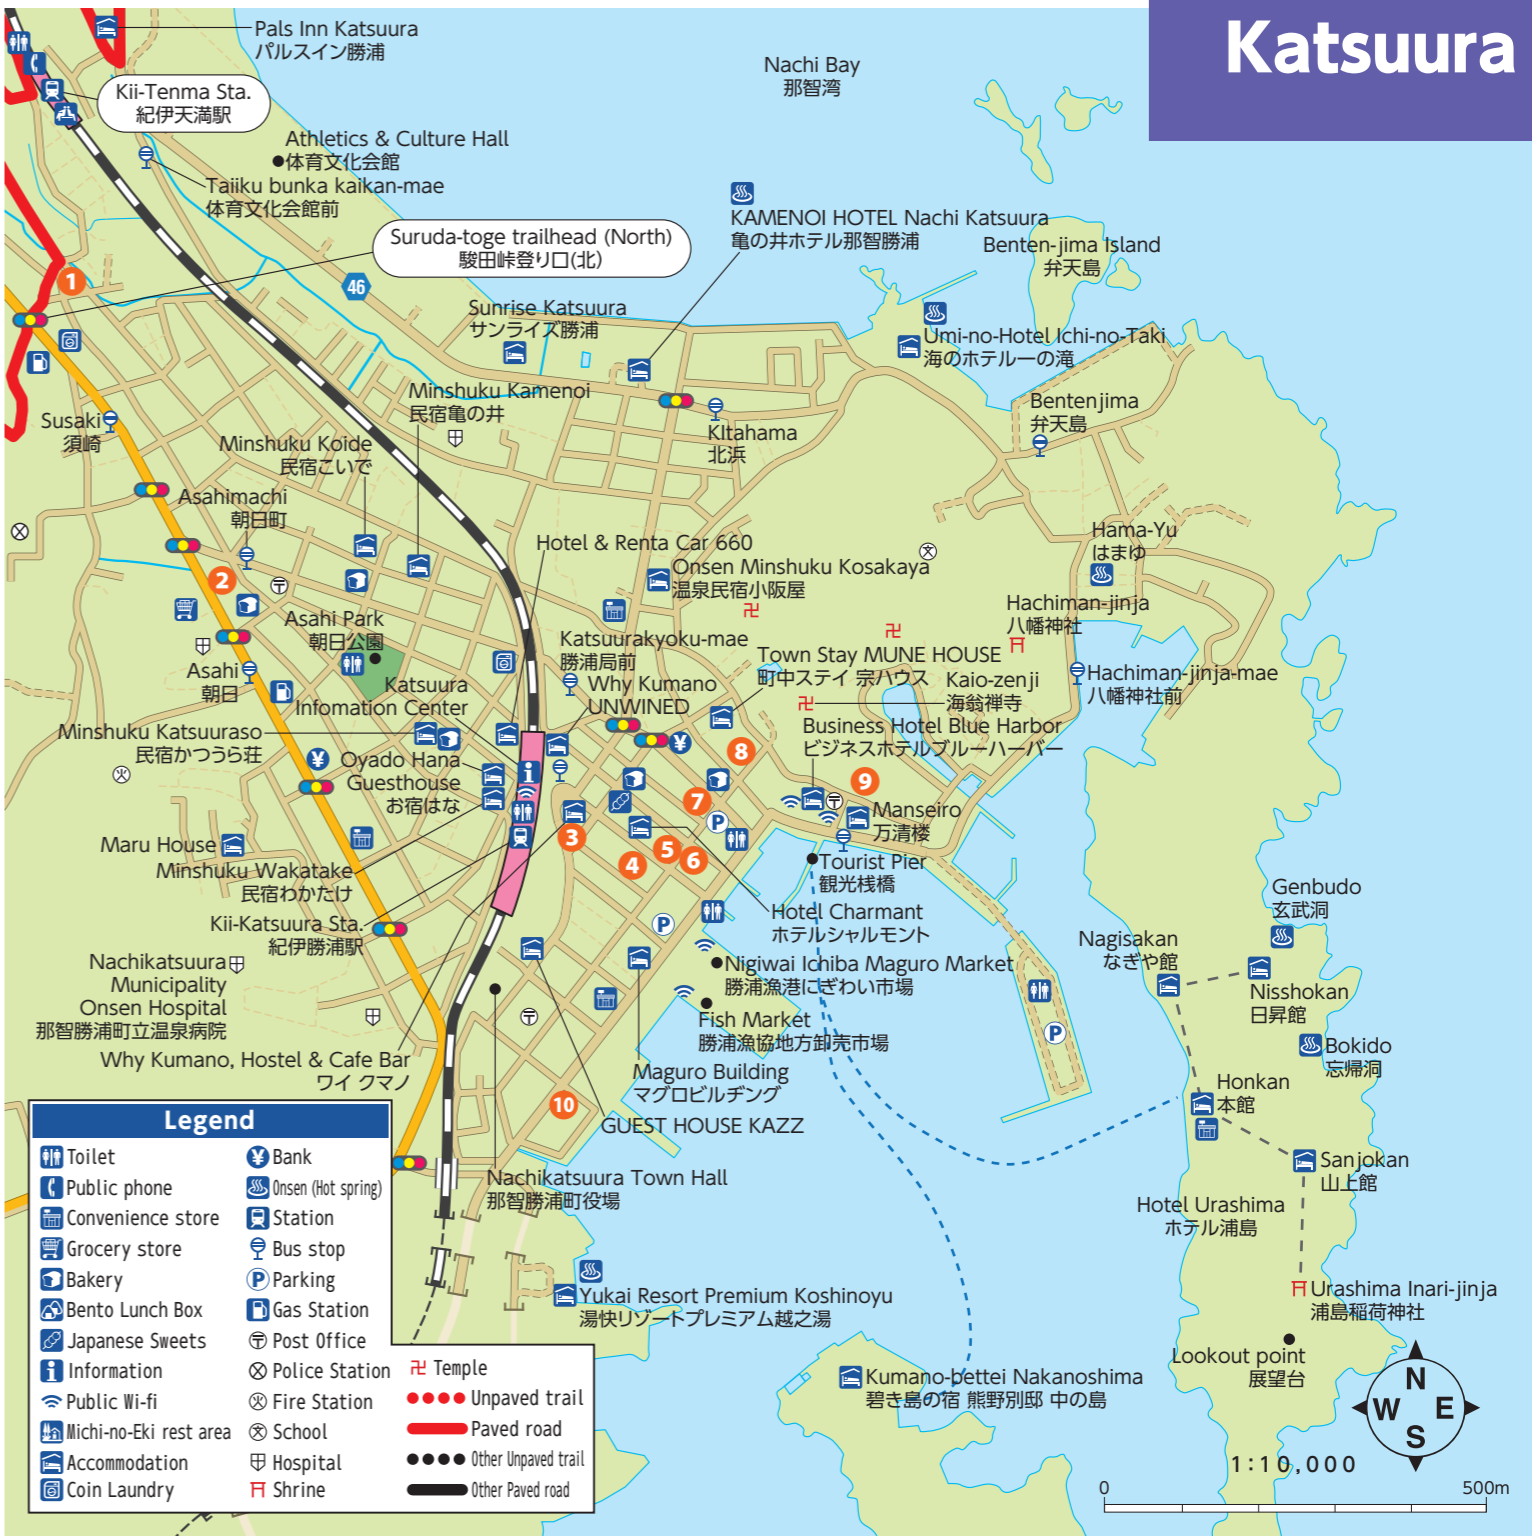 Katsuura
Pals Inn Katsuura
パルスイン勝浦
Nachi Bay
那智湾
Kii-Tenma Sta.
紀伊天満駅
Athletics & Culture Hall
体育文化会館
Taiiku bunka kaikan-mae
体育文化会館前
KAMENOI HOTEL Nachi Katsuura
亀の井ホテル那智勝浦
Suruda-toge trailhead (North)
駿田峠登り口(北)
Benten-jima Island
弁天島
1
46
Sunrise Katsuura
サンライズ勝浦
Umi-no-Hotel Ichi-no-Taki
海のホテル一の滝
Minshuku Kamenoi
民宿亀の井
Bentenjima
弁天島
Susaki
須崎
Minshuku Koide
民宿こいで
KItahama
北浜
Asahimachi
朝日町
Hama-Yu
はまゆ
Hotel & Renta Car 660
Onsen Minshuku Kosakaya
温泉民宿小阪屋
2
Asahi Park
朝日公園
Hachiman-jinja
八幡神社
Katsuurakyoku-mae
勝浦局前
Town Stay MUNE HOUSE
町中ステイ 宗ハウス
Asahi
朝日
Hachiman-jinja-mae
八幡神社前
Katsuura
Infomation Center
Why Kumano
UNWINED
Kaio-zenji
海翁禅寺
Minshuku Katsuuraso
民宿かつうら荘
Business Hotel Blue Harbor
ビジネスホテルブルーハーバー
Oyado Hana
Guesthouse
お宿はな
8
9
7
Manseiro
万清楼
3
Maru House
5
6
4
Tourist Pier
観光桟橋
Minshuku Wakatake
民宿わかたけ
Genbudo
玄武洞
Hotel Charmant
ホテルシャルモント
Kii-Katsuura Sta.
紀伊勝浦駅
Nagisakan
なぎや館
Nachikatsuura
Municipality
Onsen Hospital
那智勝浦町立温泉病院
Nigiwai Ichiba Maguro Market
勝浦漁港にぎわい市場
Nisshokan
日昇館
Fish Market
勝浦漁協地方卸売市場
Bokido
忘帰洞
Why Kumano, Hostel & Cafe Bar
ワイ クマノ
Maguro Building
マグロビルヂング
Honkan
本館
10
GUEST HOUSE KAZZ
Nachikatsuura Town Hall
那智勝浦町役場
Sanjokan
山上館
Hotel Urashima
ホテル浦島
Yukai Resort Premium Koshinoyu
湯快リゾートプレミアム越之湯
Urashima Inari-jinja
浦島稲荷神社
Lookout point
展望台
Kumano-bettei Nakanoshima
碧き島の宿 熊野別邸 中の島
P
P
P
¥
¥
N
W E
S
1:10,000
0 500m
Legend
Toilet
Public phone
Convenience store
Grocery store
Bakery
Bento Lunch Box
Japanese Sweets
Information
Public Wi-fi
Michi-no-Eki rest area
Accommodation
Coin Laundry
¥ Bank
Onsen (Hot spring)
Station
Bus stop
P Parking
Gas Station
Post Office
Police Station
Fire Station
School
Hospital
Shrine
Temple
Unpaved trail
Paved road
Other Unpaved trail
Other Paved road